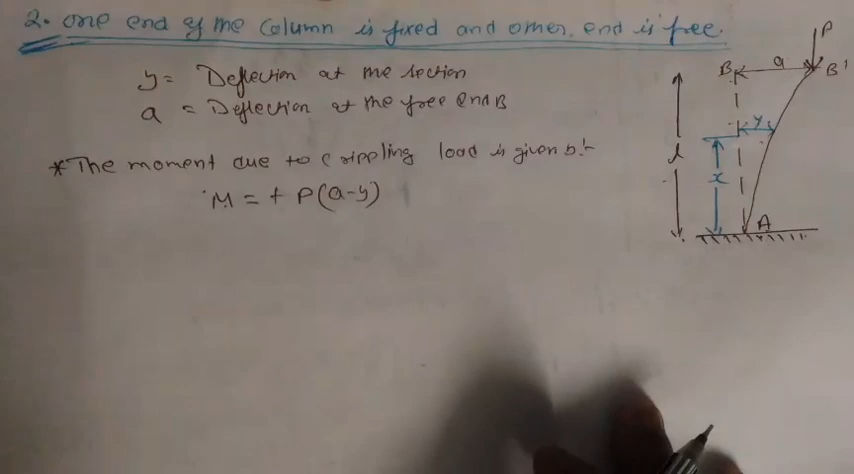 2. one end of the column is fixed and other end is free.
y = Deflection at the section
a = Deflection at the free end B
* The moment due to crippling load is given b:-
M = + P(a-y)
P
B
a
B'
y
l
x
A